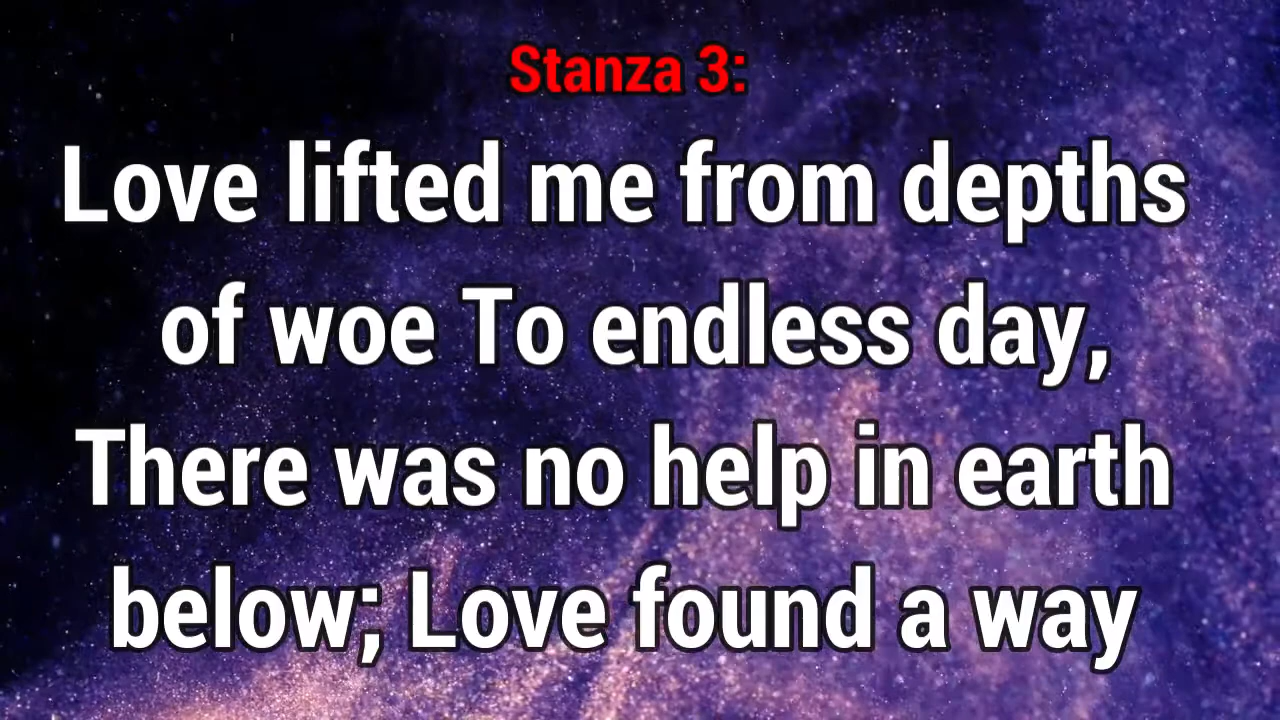 Stanza 3:
Love lifted me from depths
of woe To endless day,
There was no help in earth
below; Love found a way